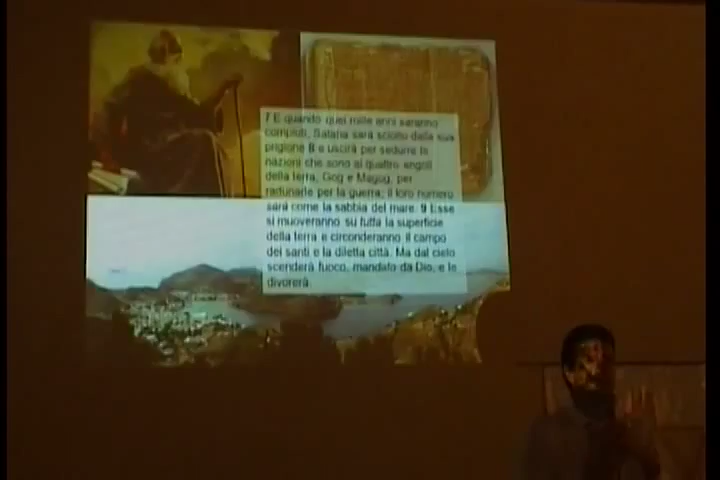 7 E quando quei mille anni saranno
compiuti, Satana sarà sciolto dalla sua
prigione 8 e uscirà per sedurre le
nazioni che sono ai quattro angoli
della terra, Gog e Magog, per
radunarle per la guerra; il loro numero
sarà come la sabbia del mare. 9 Esse
si muoveranno su tutta la superficie
della terra e circonderanno il campo
dei santi e la diletta città. Ma dal cielo
scenderà fuoco, mandato da Dio, e le
divorerà.